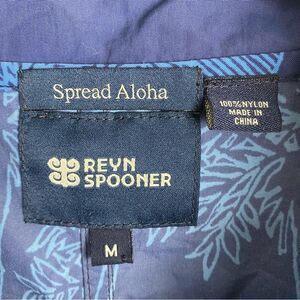 Spread Aloha
100% NYLON
MADE IN
CHINA
REYN
SPOONER
M